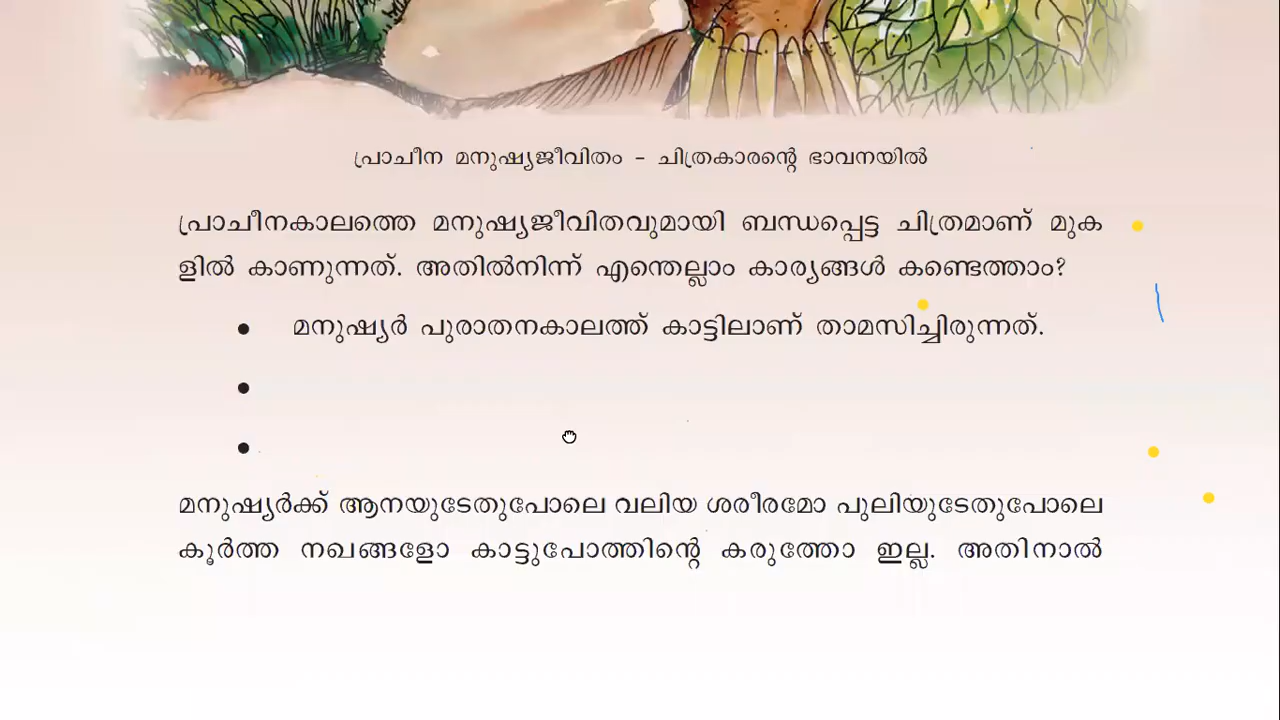 പ്രാചീന മനുഷ്യജീവിതം - ചിത്രകാരന്റെ ഭാവനയിൽ
പ്രാചീനകാലത്തെ മനുഷ്യജീവിതവുമായി ബന്ധപ്പെട്ട ചിത്രമാണ് മുക
ളിൽ കാണുന്നത്. അതിൽനിന്ന് എന്തെല്ലാം കാര്യങ്ങൾ കണ്ടെത്താം?
• മനുഷ്യർ പുരാതനകാലത്ത് കാട്ടിലാണ് താമസിച്ചിരുന്നത്.
•
•
മനുഷ്യർക്ക് ആനയുടേതുപോലെ വലിയ ശരീരമോ പുലിയുടേതുപോലെ
കൂർത്ത നഖങ്ങളോ കാട്ടുപോത്തിന്റെ കരുത്തോ ഇല്ല. അതിനാൽ